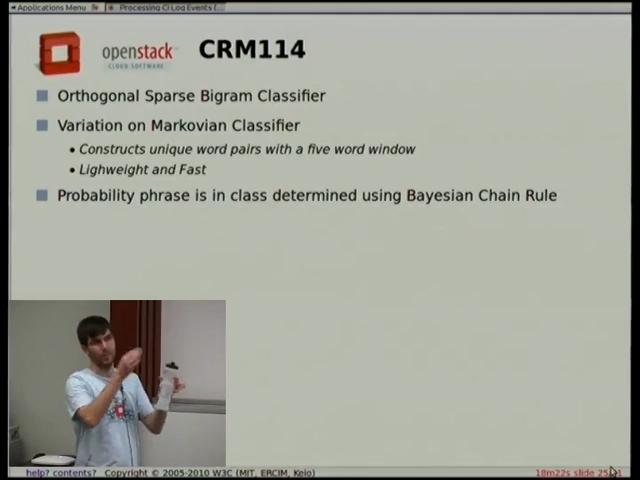 Applications Menu Processing CI Log Events (...
openstack CRM114
CLOUD SOFTWARE
Orthogonal Sparse Bigram Classifier
Variation on Markovian Classifier
• Constructs unique word pairs with a five word window
• Lighweight and Fast
Probability phrase is in class determined using Bayesian Chain Rule
help? contents? Copyright © 2005-2010 W3C (MIT, ERCIM, Keio) 18m22s slide